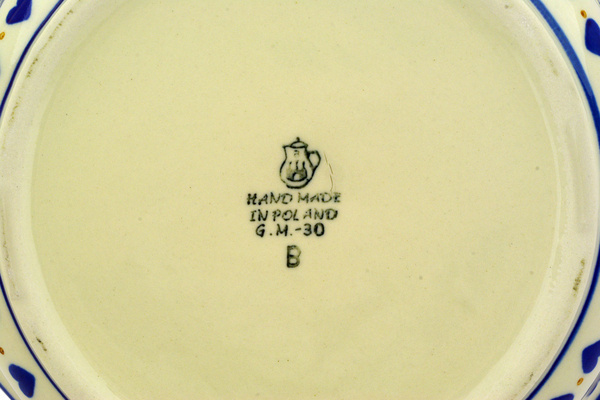 HAND MADE
IN POLAND
G.M.-30
B